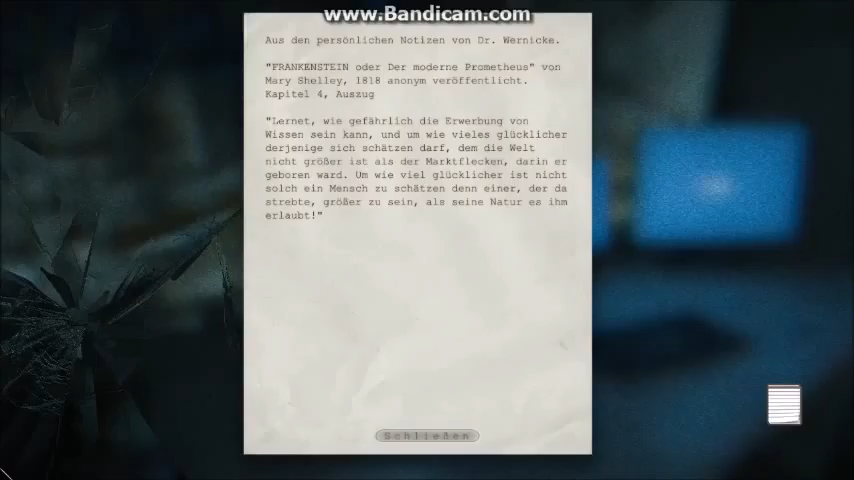 www.Bandicam.com
Aus den persönlichen Notizen von Dr. Wernicke.
"FRANKENSTEIN oder Der moderne Prometheus" von
Mary Shelley, 1818 anonym veröffentlicht.
Kapitel 4, Auszug
"Lernet, wie gefährlich die Erwerbung von
Wissen sein kann, und um wie vieles glücklicher
derjenige sich schätzen darf, dem die Welt
nicht größer ist als der Marktflecken, darin er
geboren ward. Um wie viel glücklicher ist nicht
solch ein Mensch zu schätzen denn einer, der da
strebte, größer zu sein, als seine Natur es ihm
erlaubt!"
Schließen